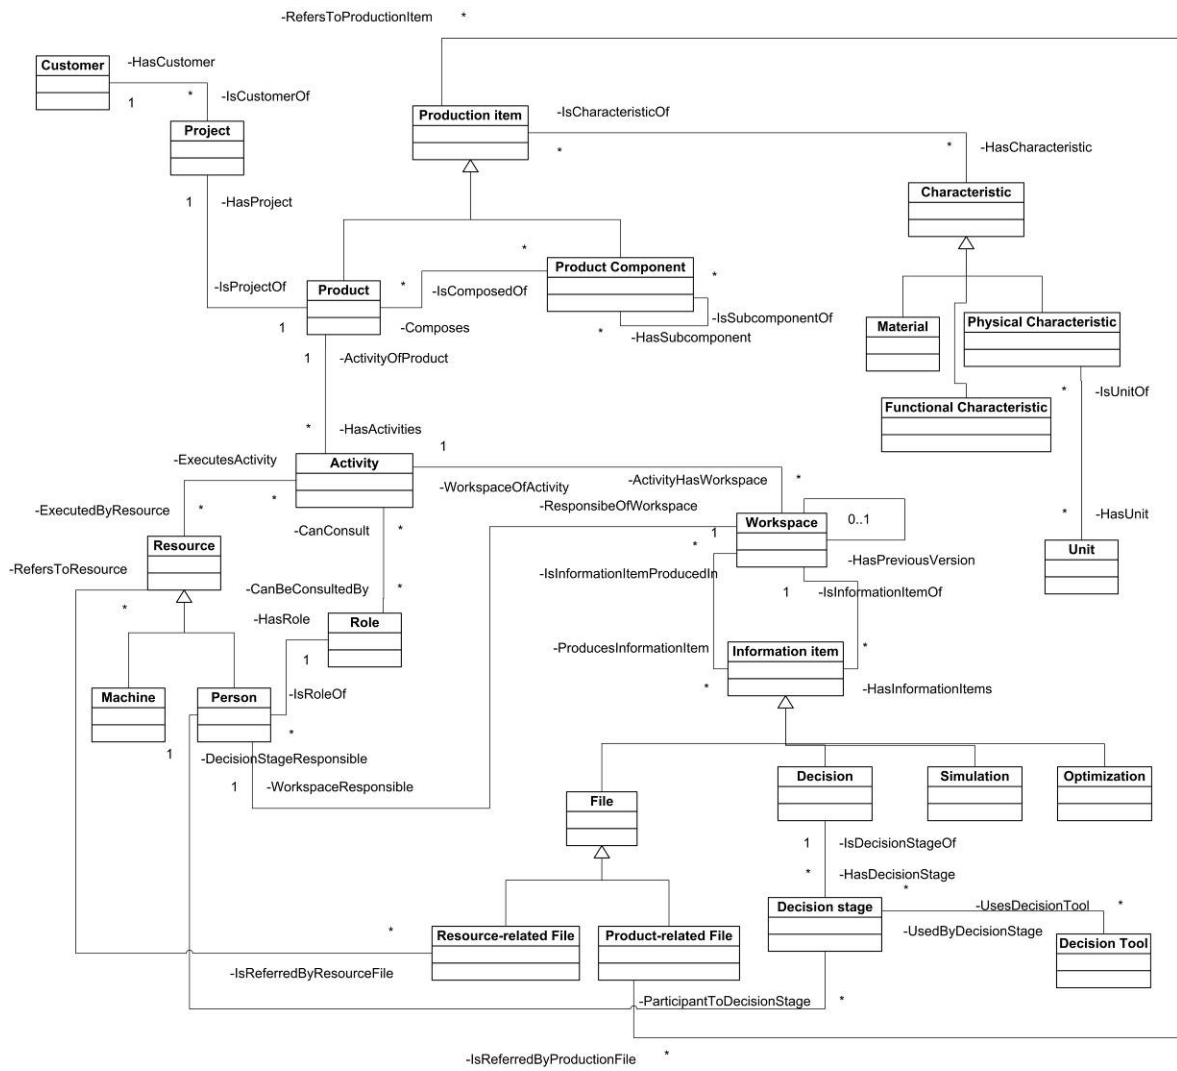 -RefersToProductionItem *
Customer
-HasCustomer
1 * -IsCustomerOf
Project
Production item
-IsCharacteristicOf
*
* -HasCharacteristic
1 -HasProject
Characteristic
*
Product Component
*
-IsProjectOf
Product
* -IsComposedOf
1
-Composes
-IsSubcomponentOf
* -HasSubcomponent
Material
Physical Characteristic
1 -ActivityOfProduct
* -IsUnitOf
Functional Characteristic
* -HasActivities
1
-ExecutesActivity
Activity
-WorkspaceOfActivity
-ActivityHasWorkspace
*
-ExecutedByResource * *
-ResponsibeOfWorkspace
-CanConsult *
1
Workspace
0..1
* -HasUnit
Resource
*
Unit
-HasPreviousVersion
-RefersToResource
-IsInformationItemProducedIn
-CanBeConsultedBy *
1 -IsInformationItemOf
*
-HasRole
Role
-ProducesInformationItem
Information item
*
1
-IsRoleOf
Machine
Person
*
-HasInformationItems
*
1 -DecisionStageResponsible
1 -WorkspaceResponsible
Decision
Simulation
Optimization
File
1 -IsDecisionStageOf
* -HasDecisionStage
*
Decision stage
-UsesDecisionTool *
-UsedByDecisionStage
*
Resource-related File
Product-related File
Decision Tool
-IsReferredByResourceFile
-ParticipantToDecisionStage *
-IsReferredByProductionFile *